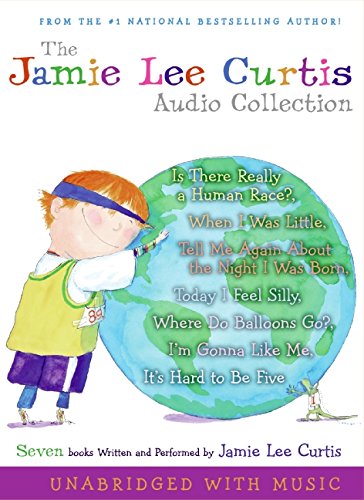 FROM THE #1 NATIONAL BESTSELLING AUTHOR!
The
Jamie Lee Curtis
Audio Collection
Is There Really
a Human Race?,
When I Was Little,
Tell Me Again About
the Night I Was Born,
Today I Feel Silly,
Where Do Balloons Go?,
I'm Gonna Like Me,
It's Hard to Be Five
Seven books Written and Performed by Jamie Lee Curtis
UNABRIDGED WITH MUSIC